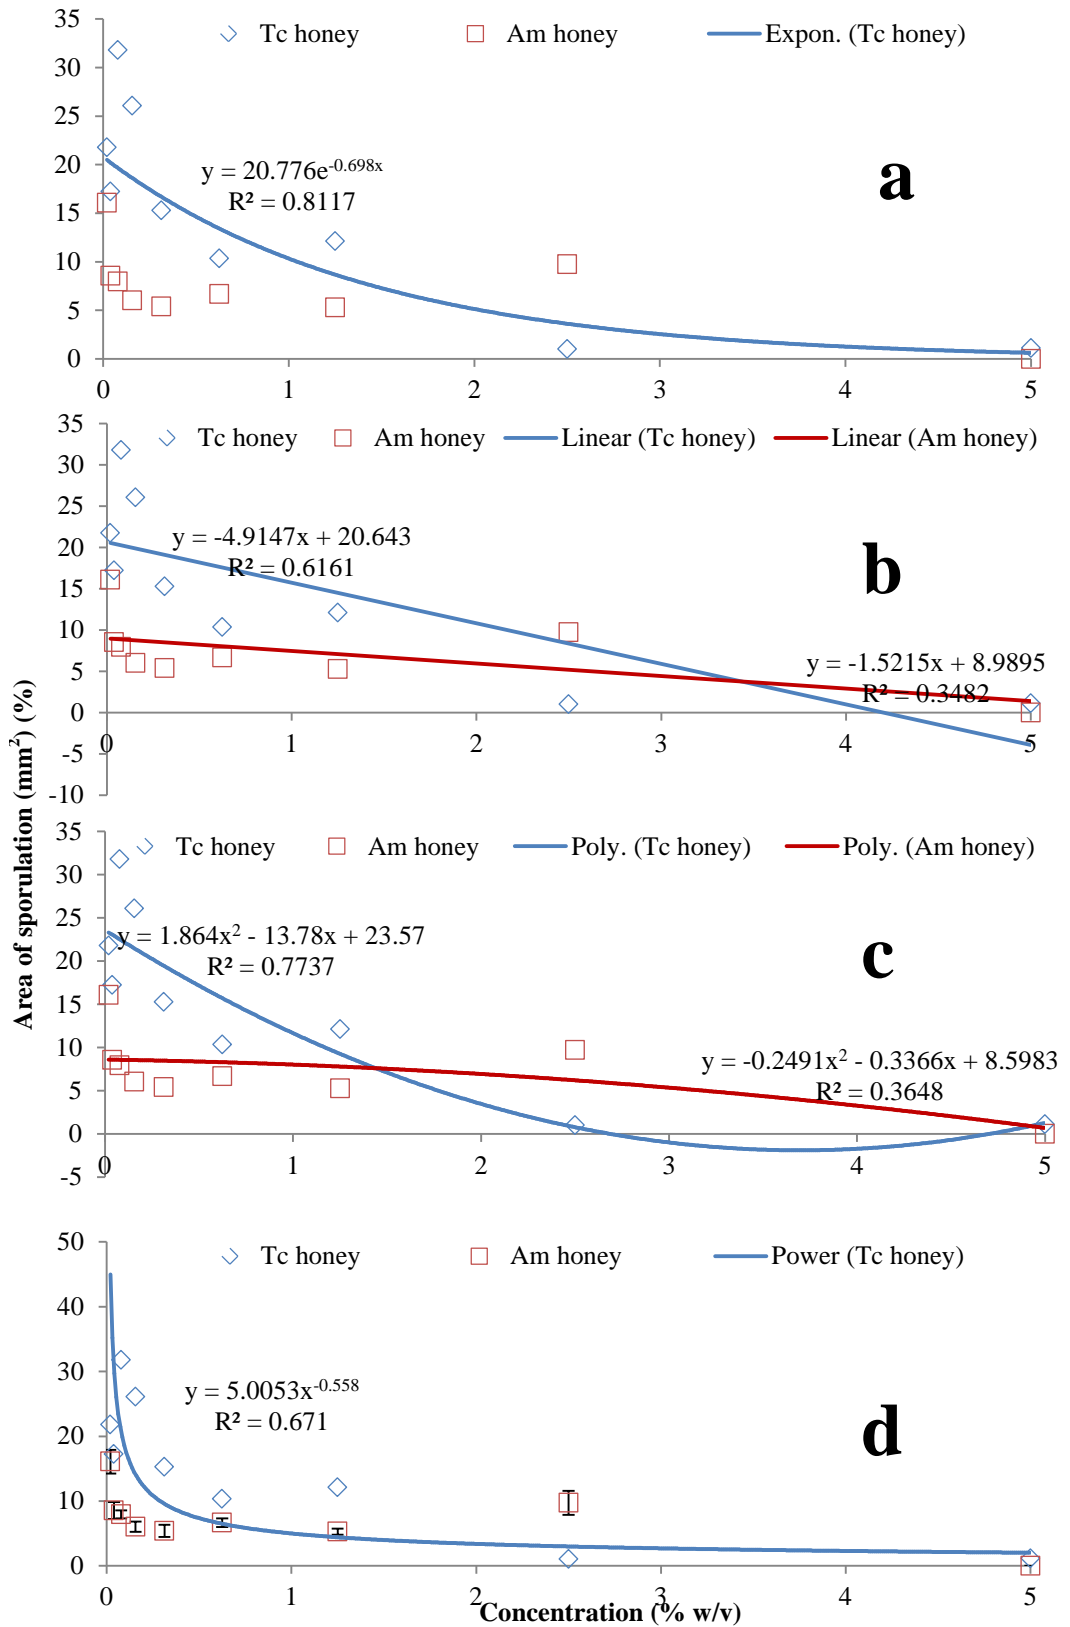 Tc honey Am honey Expon. (Tc honey)
35
30
25
20
15
10
5
0
y = 20.776e^-0.698x
R² = 0.8117
a
0 1 2 3 4 5
Tc honey Am honey Linear (Tc honey) Linear (Am honey)
35
30
25
20
15
10
5
0
-5
-10
y = -4.9147x + 20.643
R² = 0.6161
b
y = -1.5215x + 8.9895
R² = 0.3482
0 1 2 3 4 5
Area of sporulation (mm²) (%)
Tc honey Am honey Poly. (Tc honey) Poly. (Am honey)
35
30
25
20
15
10
5
0
-5
y = 1.864x² - 13.78x + 23.57
R² = 0.7737
c
y = -0.2491x² - 0.3366x + 8.5983
R² = 0.3648
0 1 2 3 4 5
Tc honey Am honey Power (Tc honey)
50
40
30
20
10
0
y = 5.0053x^-0.558
R² = 0.671
d
0 1 2 3 4 5
Concentration (% w/v)